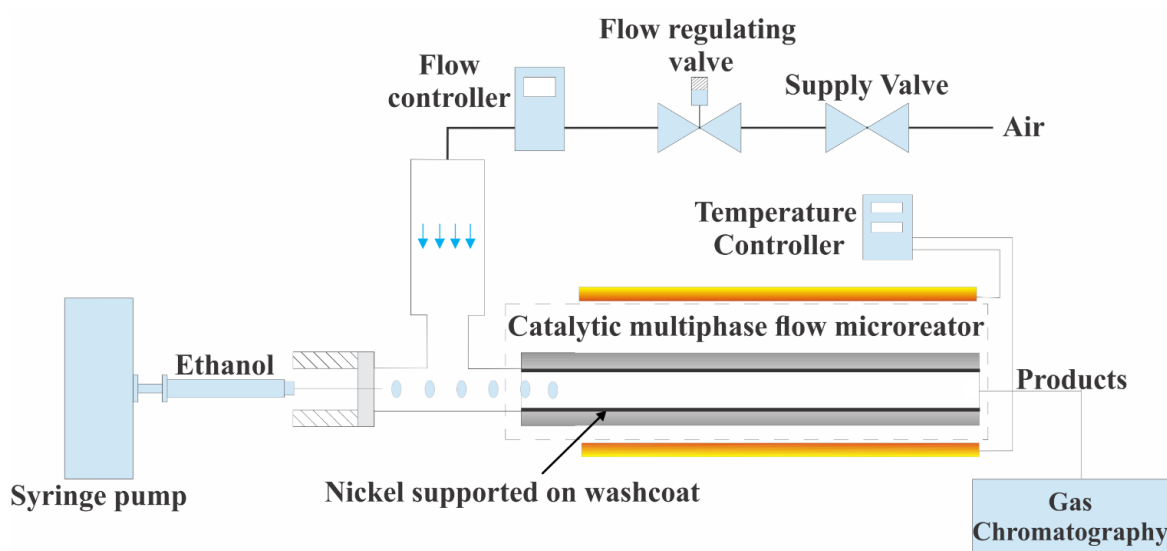 Flow regulating
valve
Flow
controller
Supply Valve
Air
Temperature
Controller
Catalytic multiphase flow microreator
Ethanol
Products
Syringe pump
Nickel supported on washcoat
Gas
Chromatography